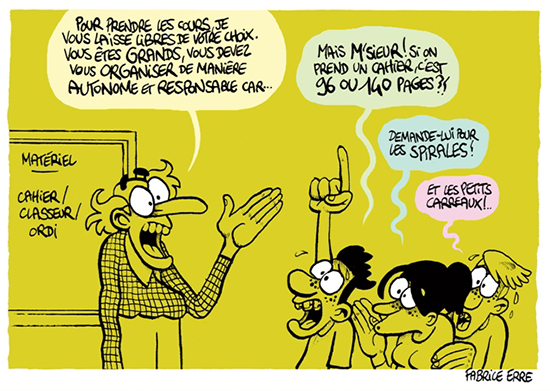 POUR PRENDRE LES COURS, JE
VOUS LAISSE LIBRES DE VOTRE CHOIX.
VOUS ÊTES GRANDS, VOUS DEVEZ
VOUS ORGANISER DE MANIÈRE
AUTONOME ET RESPONSABLE CAR...
MAIS M'SIEUR! SI ON
PREND UN CAHIER, C'EST
96 OU 140 PAGES?!
DEMANDE-LUI POUR
LES SPIRALES!
ET LES PETITS
CARREAUX!..
MATÉRIEL
CAHIER/
CLASSEUR/
ORDI
FABRICE ERRE